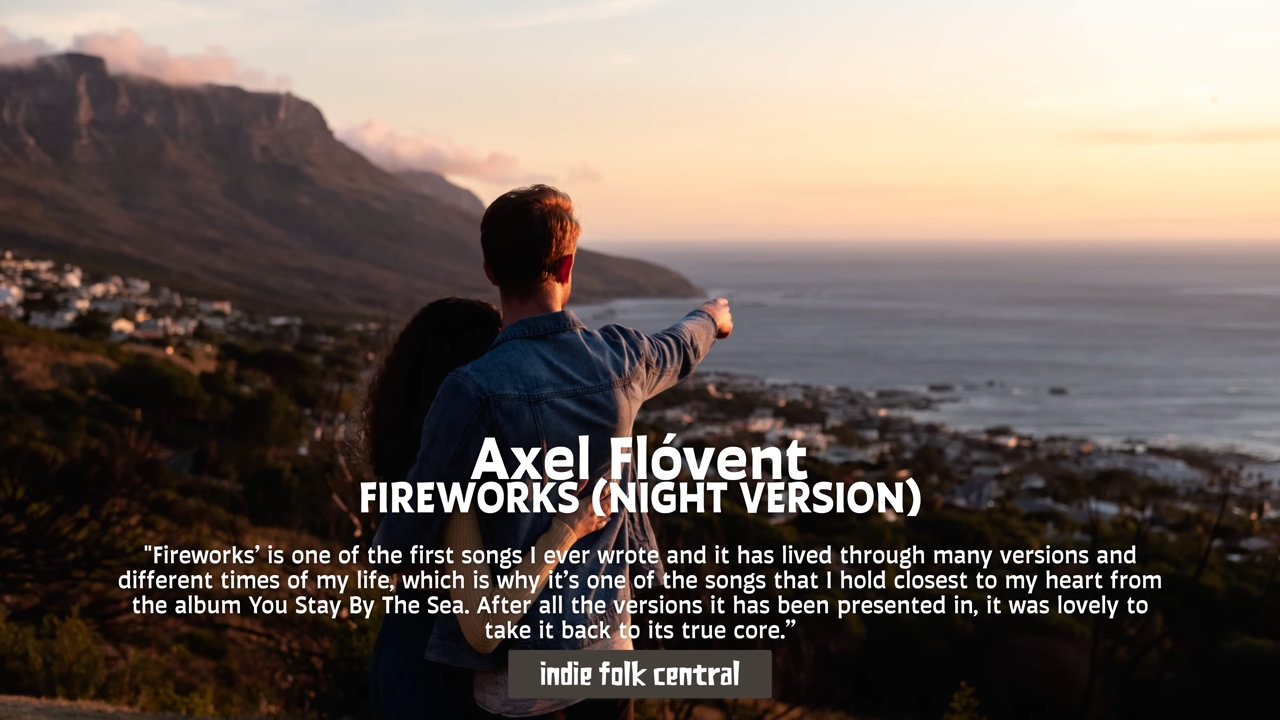 Axel Flóvent
FIREWORKS (NIGHT VERSION)
"Fireworks’ is one of the first songs I ever wrote and it has lived through many versions and
different times of my life, which is why it’s one of the songs that I hold closest to my heart from
the album You Stay By The Sea. After all the versions it has been presented in, it was lovely to
take it back to its true core.”
indie folk central